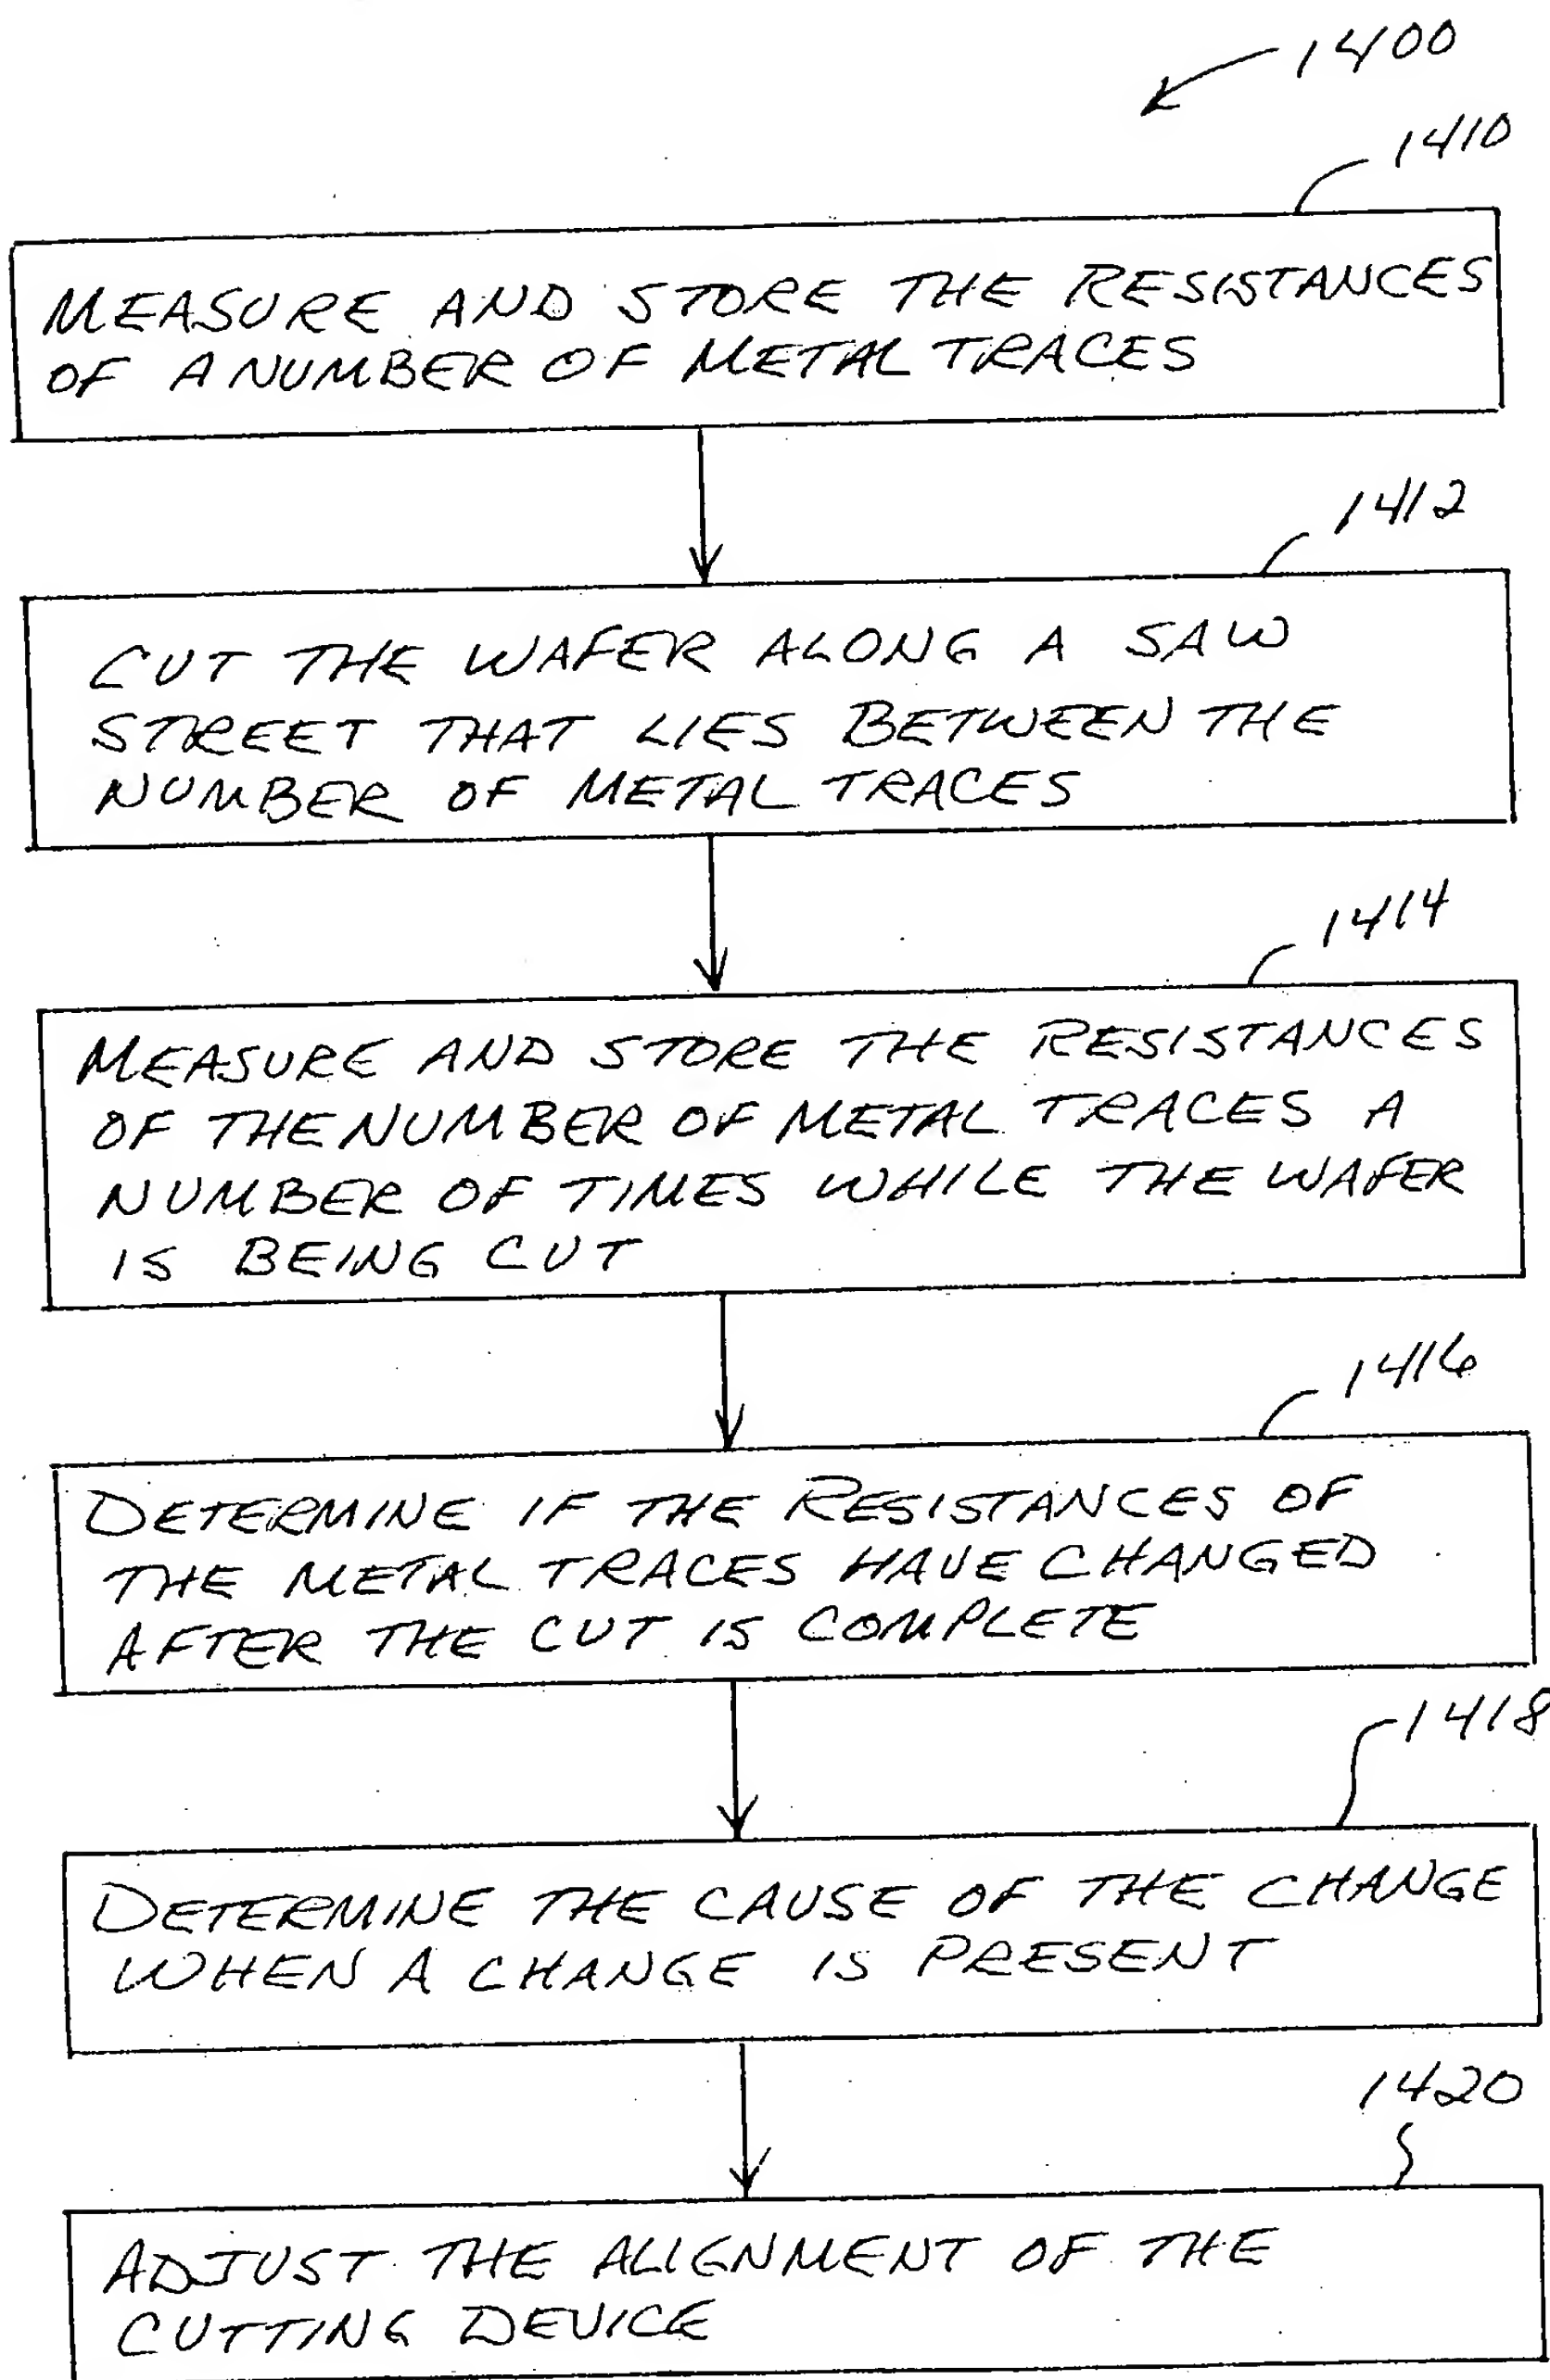 1400
1410
MEASURE AND STORE THE RESISTANCES
OF A NUMBER OF METAL TRACES
1412
CUT THE WAFER ALONG A SAW
STREET THAT LIES BETWEEN THE
NUMBER OF METAL TRACES
1414
MEASURE AND STORE THE RESISTANCES
OF THE NUMBER OF METAL TRACES A
NUMBER OF TIMES WHILE THE WAFER
IS BEING CUT
1416
DETERMINE IF THE RESISTANCES OF
THE METAL TRACES HAVE CHANGED
AFTER THE CUT IS COMPLETE
1418
DETERMINE THE CAUSE OF THE CHANGE
WHEN A CHANGE IS PRESENT
1420
ADJUST THE ALIGNMENT OF THE
CUTTING DEVICE